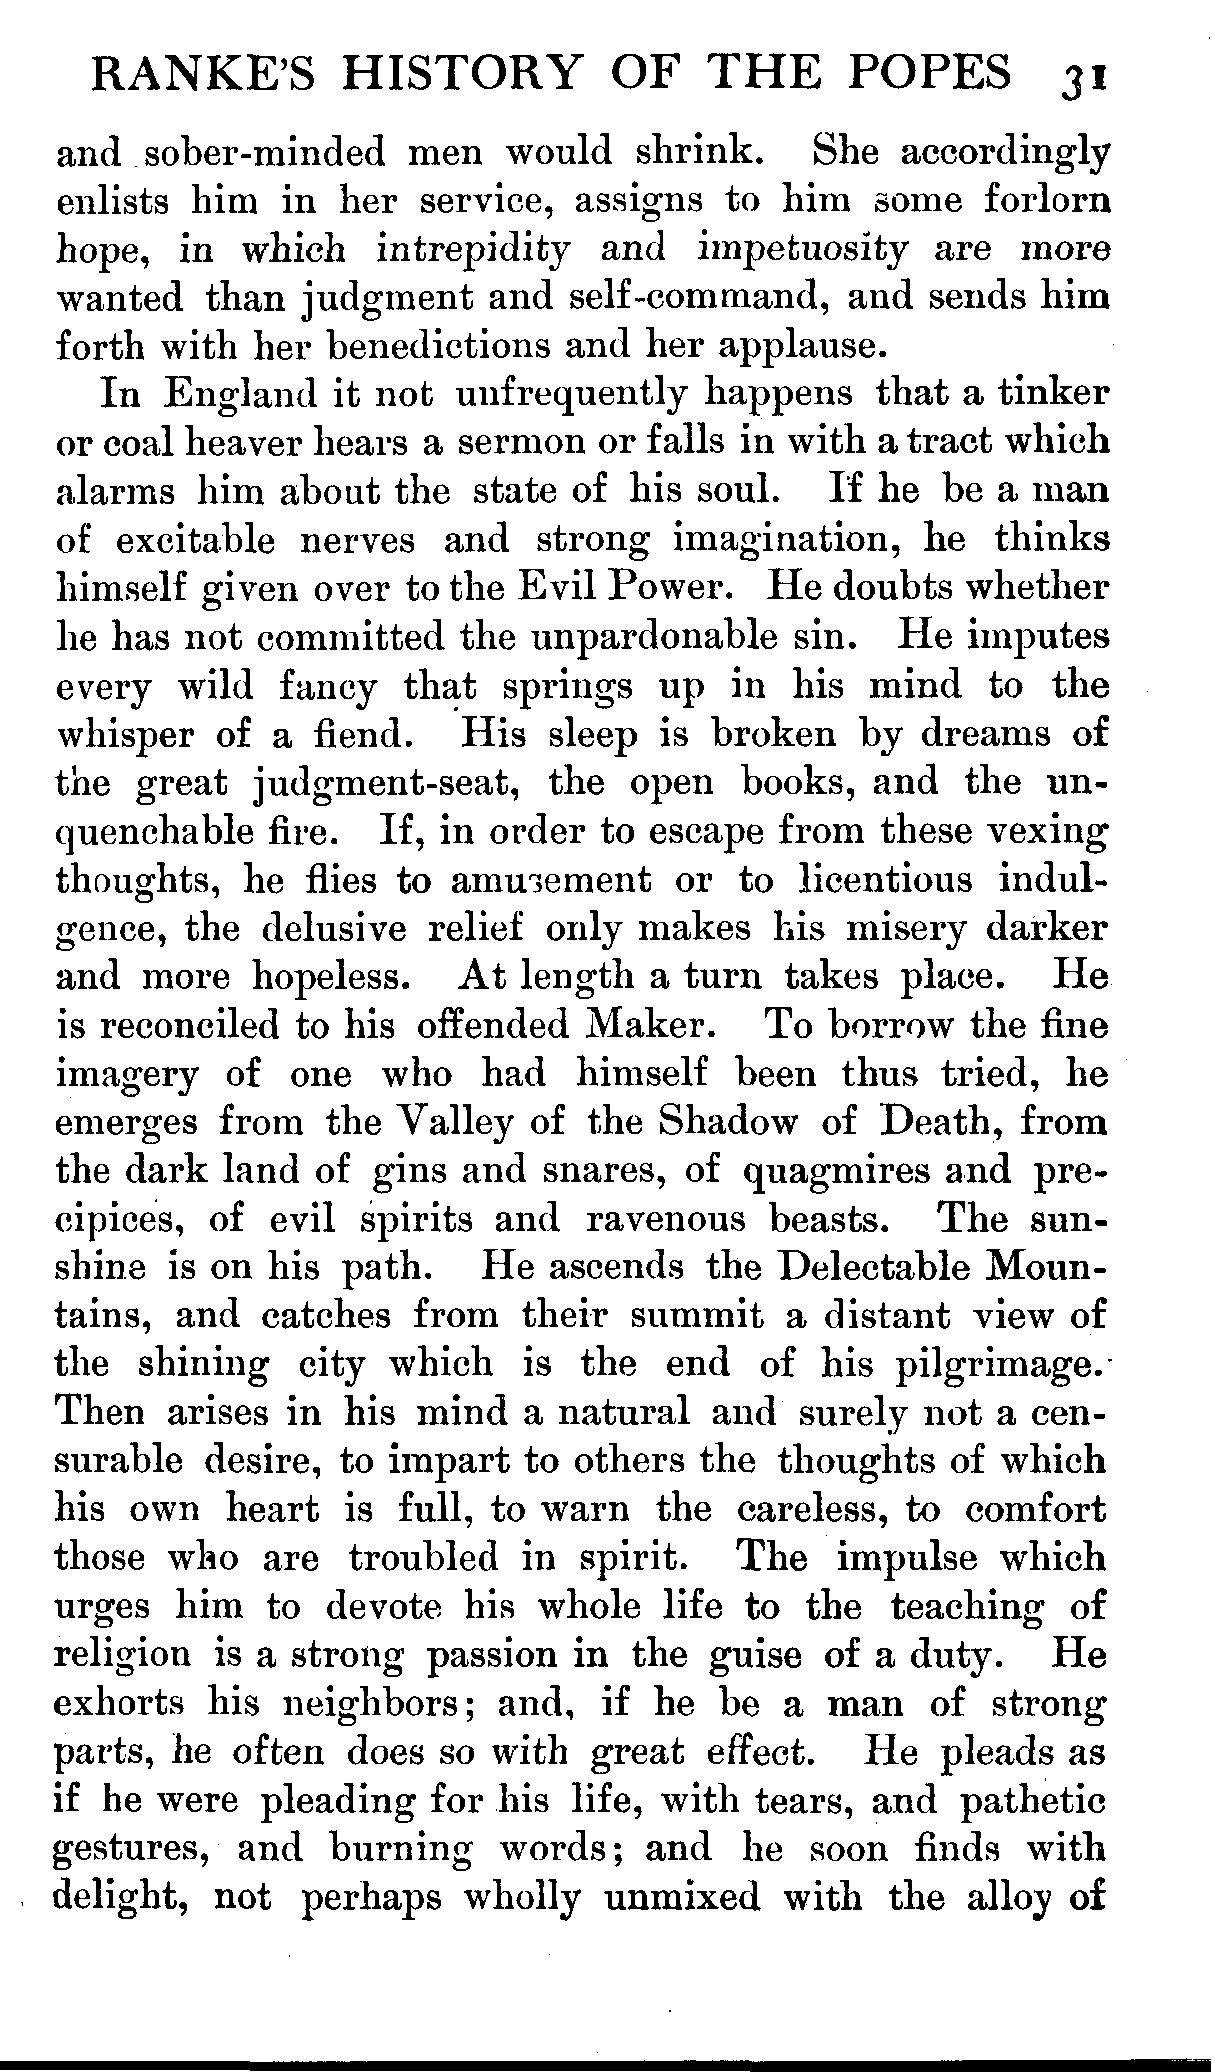 RANKE'S HISTORY OF THE POPES 31
and sober-minded men would shrink. She accordingly
enlists him in her service, assigns to him some forlorn
hope, in which intrepidity and impetuosity are more
wanted than judgment and self-command, and sends him
forth with her benedictions and her applause.
In England it not unfrequently happens that a tinker
or coal heaver hears a sermon or falls in with a tract which
alarms him about the state of his soul. If he be a man
of excitable nerves and strong imagination, he thinks
himself given over to the Evil Power. He doubts whether
he has not committed the unpardonable sin. He imputes
every wild fancy that springs up in his mind to the
whisper of a fiend. His sleep is broken by dreams of
the great judgment-seat, the open books, and the un-
quenchable fire. If, in order to escape from these vexing
thoughts, he flies to amusement or to licentious indul-
gence, the delusive relief only makes his misery darker
and more hopeless. At length a turn takes place. He
is reconciled to his offended Maker. To borrow the fine
imagery of one who had himself been thus tried, he
emerges from the Valley of the Shadow of Death, from
the dark land of gins and snares, of quagmires and pre-
cipices, of evil spirits and ravenous beasts. The sun-
shine is on his path. He ascends the Delectable Moun-
tains, and catches from their summit a distant view of
the shining city which is the end of his pilgrimage.
Then arises in his mind a natural and surely not a cen-
surable desire, to impart to others the thoughts of which
his own heart is full, to warn the careless, to comfort
those who are troubled in spirit. The impulse which
urges him to devote his whole life to the teaching of
religion is a strong passion in the guise of a duty. He
exhorts his neighbors; and, if he be a man of strong
parts, he often does so with great effect. He pleads as
if he were pleading for his life, with tears, and pathetic
gestures, and burning words; and he soon finds with
delight, not perhaps wholly unmixed with the alloy of